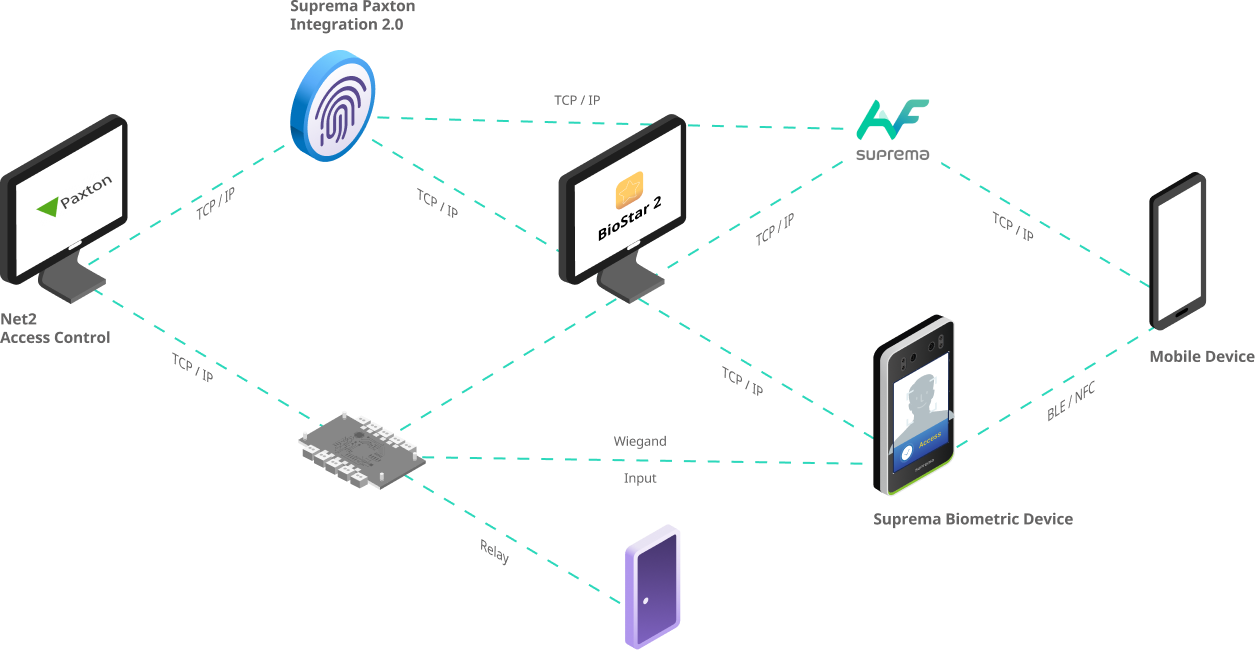 Suprema Paxton
Integration 2.0
TCP / IP
suprema
Paxton
TCP / IP
TCP / IP
BioStar 2
TCP / IP
TCP / IP
Net2
Access Control
TCP / IP
TCP / IP
Mobile Device
BLE / NFC
Access
suprema
Wiegand
Input
Suprema Biometric Device
Relay